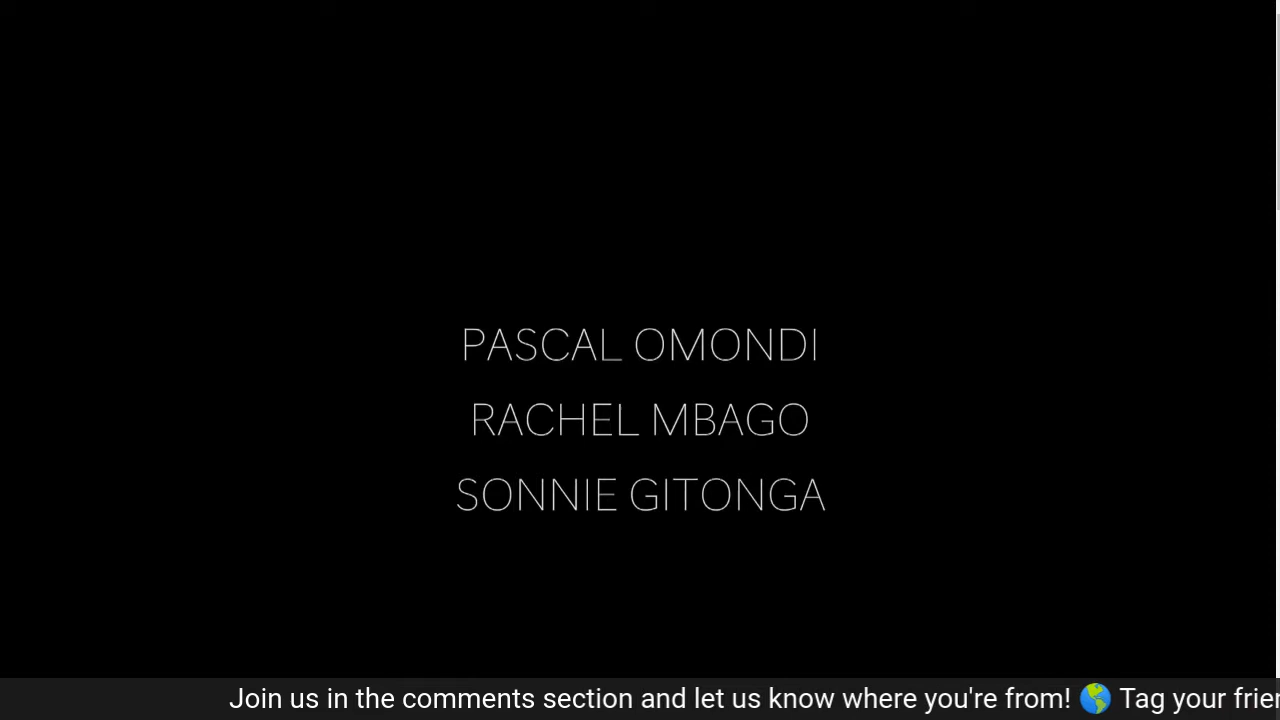 PASCAL OMONDI
RACHEL MBAGO
SONNIE GITONGA
Join us in the comments section and let us know where you're from! 🌎 Tag your